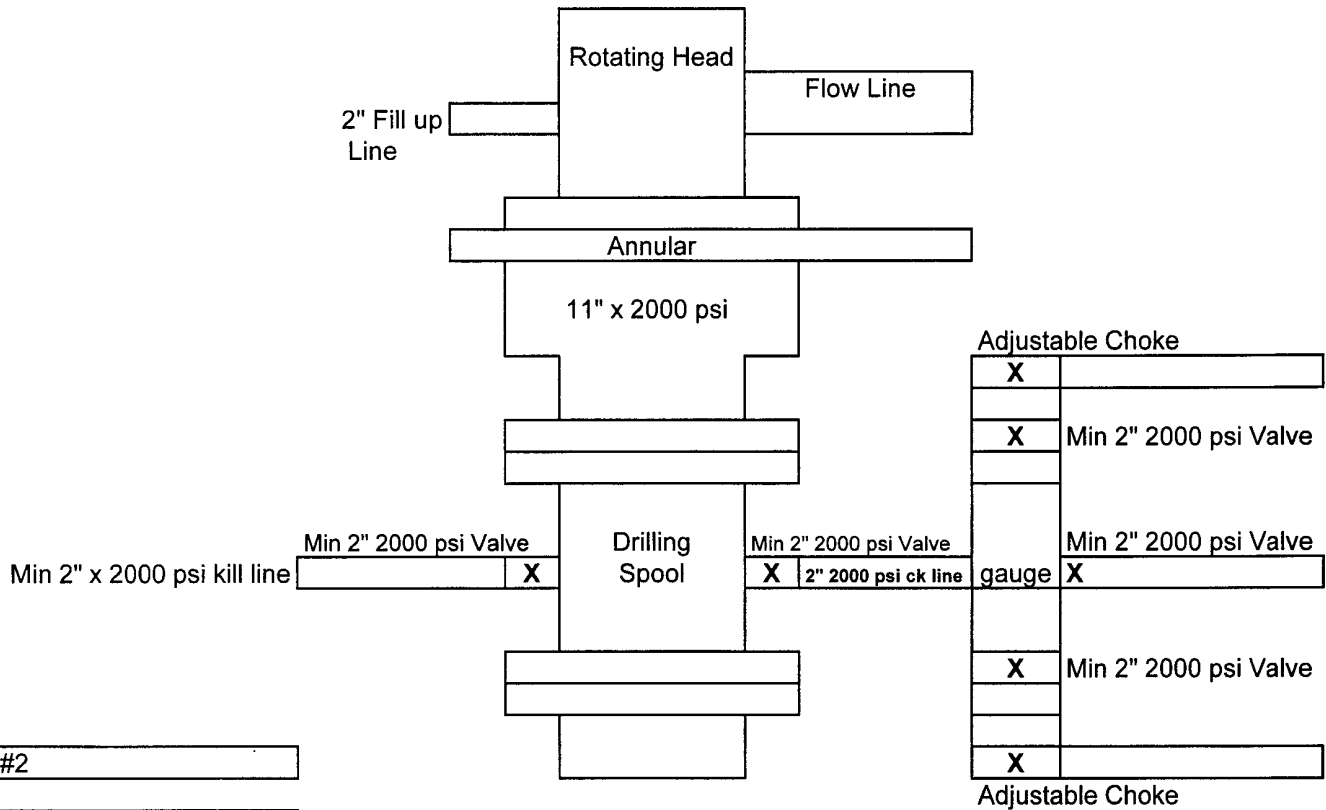 Rotating Head
Flow Line
2" Fill up
Line
Annular
11" x 2000 psi
Adjustable Choke
X
X Min 2" 2000 psi Valve
Min 2" 2000 psi Valve
Drilling
Spool
Min 2" 2000 psi Valve
Min 2" 2000 psi Valve
Min 2" x 2000 psi kill line
X
X
2" 2000 psi ck line
gauge
X
X Min 2" 2000 psi Valve
#2
X
Adjustable Choke